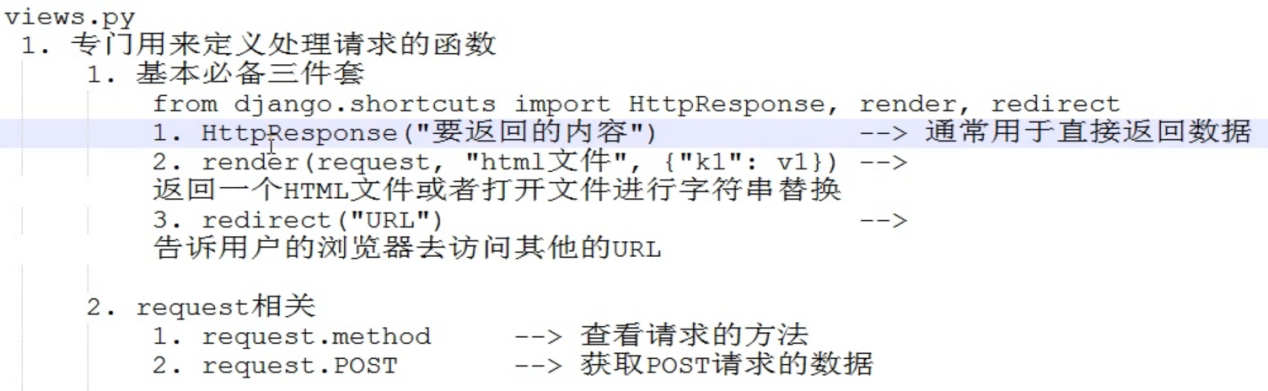 views.py
1. 专门用来定义处理请求的函数
1. 基本必备三件套
from django.shortcuts import HttpResponse, render, redirect
1. HttpResponse("要返回的内容") --> 通常用于直接返回数据
2. render(request, "html文件", {"k1": v1}) -->
返回一个HTML文件或者打开文件进行字符串替换
3. redirect("URL") -->
告诉用户的浏览器去访问其他的URL
2. request相关
1. request.method --> 查看请求的方法
2. request.POST --> 获取POST请求的数据